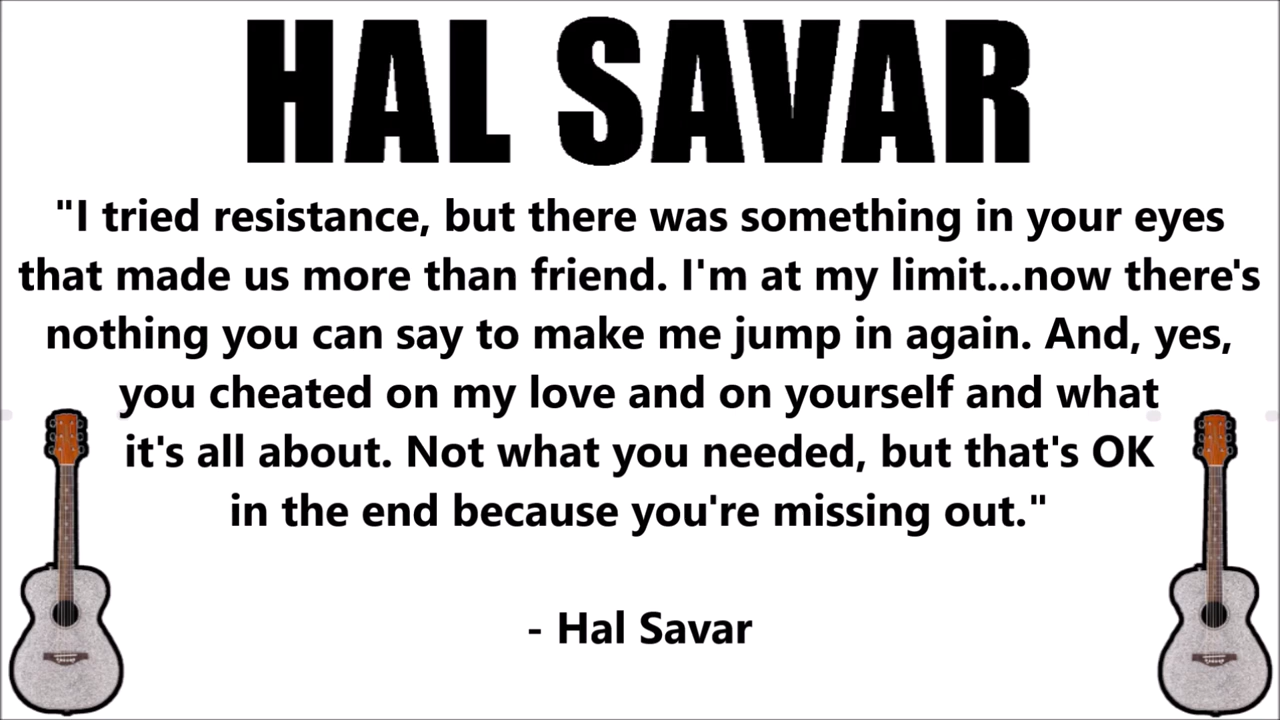 HAL SAVAR
"I tried resistance, but there was something in your eyes
that made us more than friend. I'm at my limit...now there's
nothing you can say to make me jump in again. And, yes,
you cheated on my love and on yourself and what
it's all about. Not what you needed, but that's OK
in the end because you're missing out."
- Hal Savar